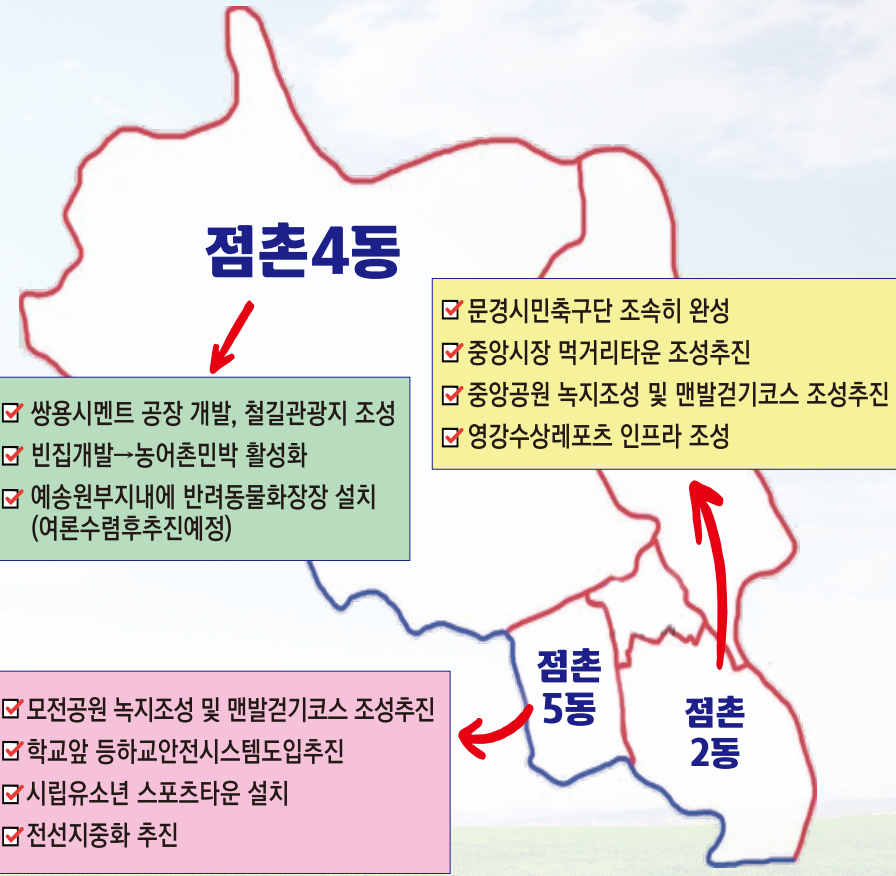 점촌4동
쌍용시멘트 공장 개발, 철길관광지 조성
빈집개발→농어촌민박 활성화
예송원부지내에 반려동물화장장 설치
(여론수렴후추진예정)
문경시민축구단 조속히 완성
중앙시장 먹거리타운 조성추진
중앙공원 녹지조성 및 맨발걷기코스 조성추진
영강수상레포츠 인프라 조성
점촌
5동
점촌
2동
모전공원 녹지조성 및 맨발걷기코스 조성추진
학교앞 등하교안전시스템도입추진
시립유소년 스포츠타운 설치
전선지중화 추진